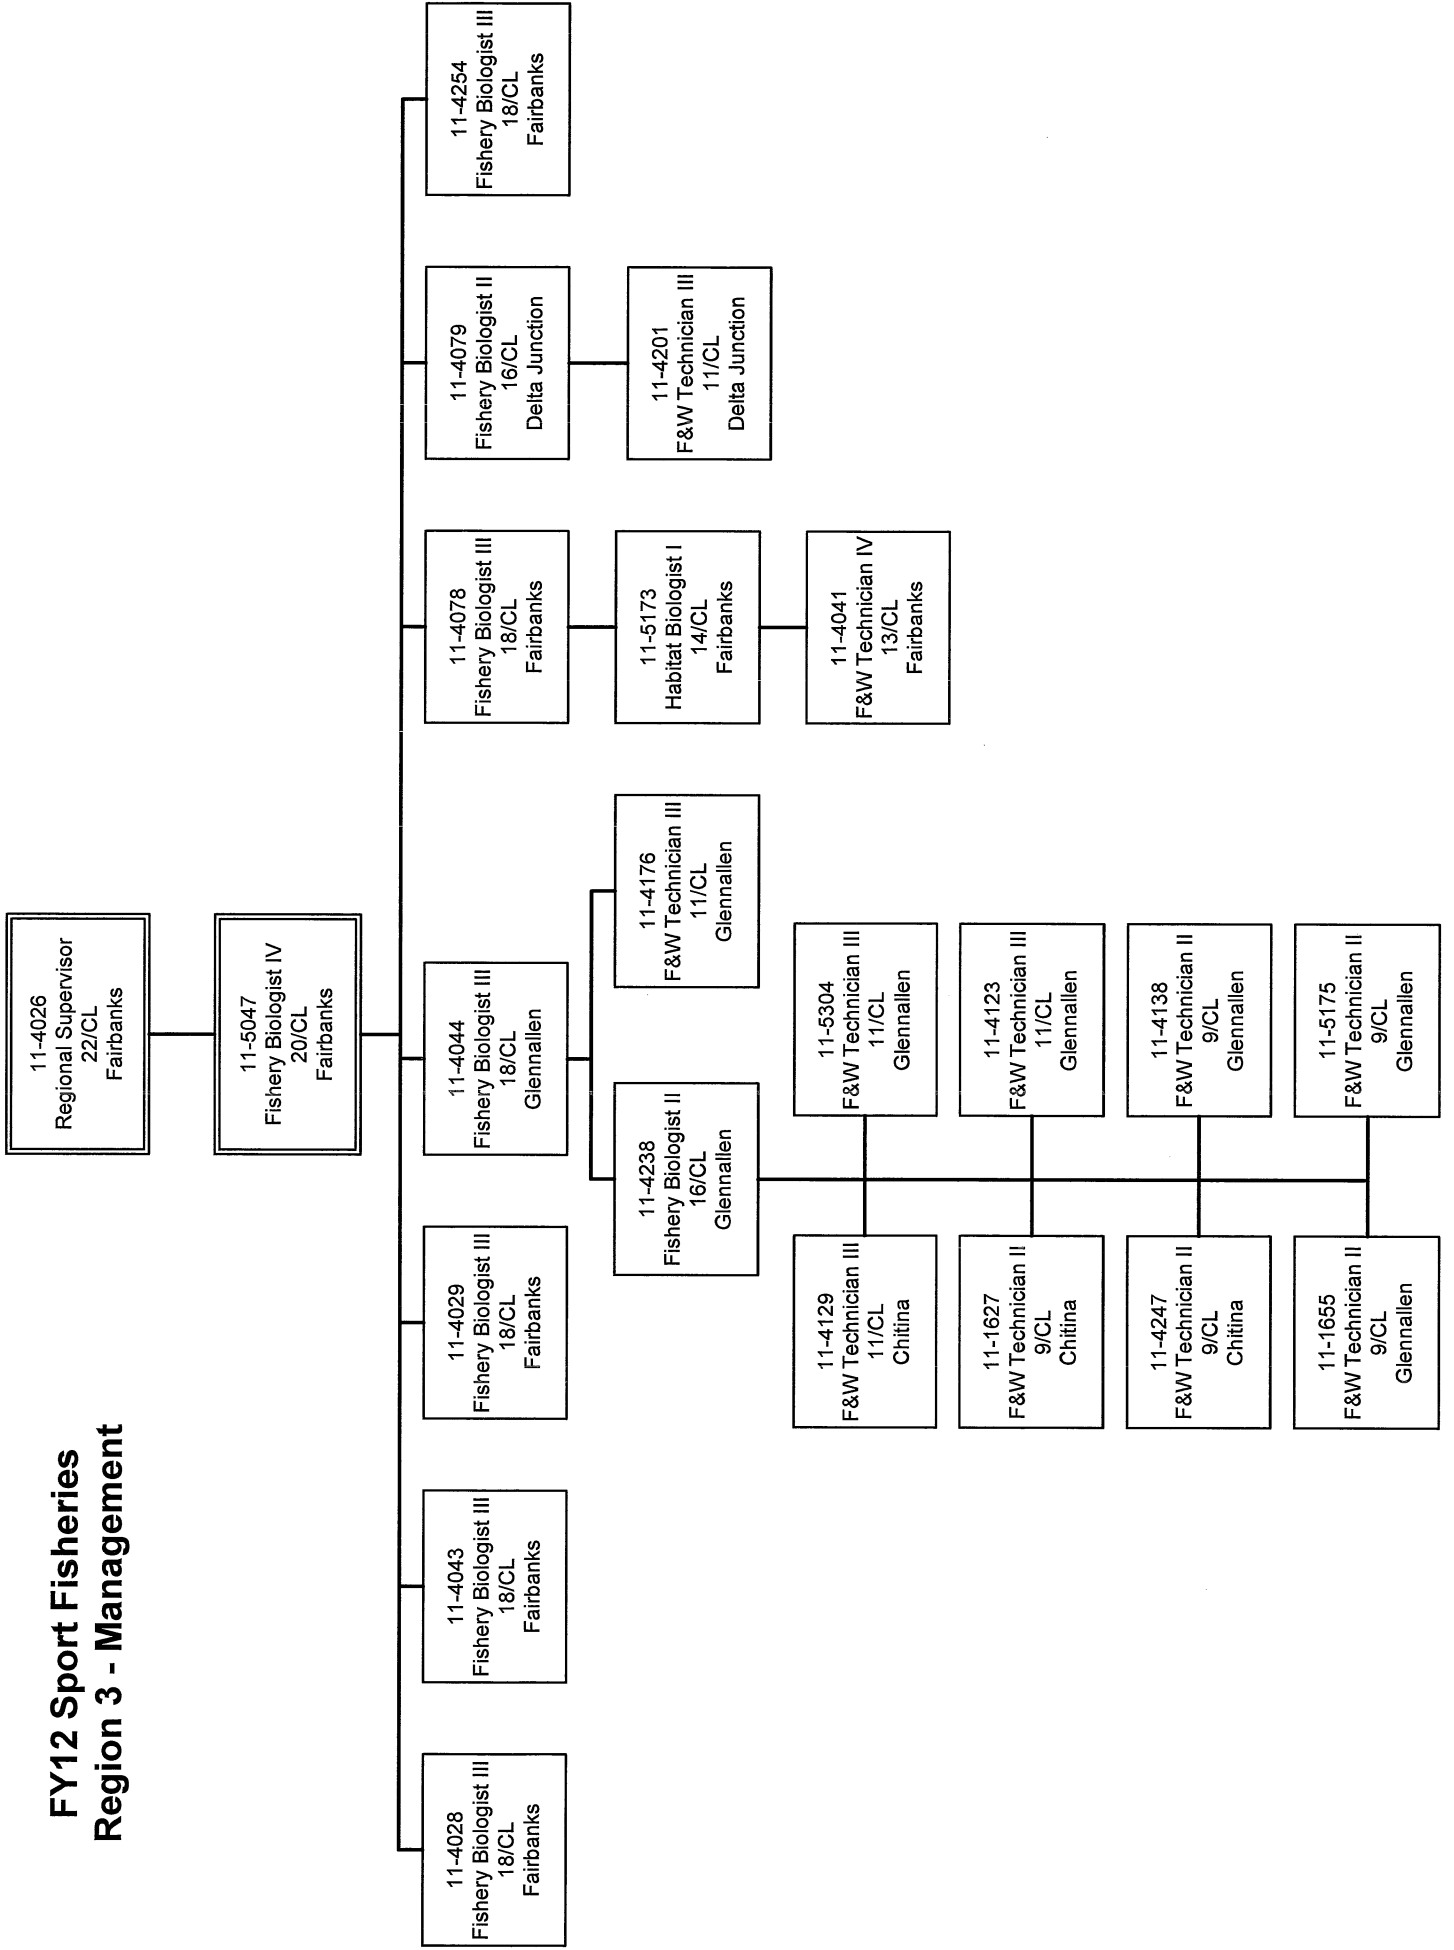 FY12 Sport Fisheries
Region 3 - Management
11-4026
Regional Supervisor
22/CL
Fairbanks
11-5047
Fishery Biologist IV
20/CL
Fairbanks
11-4028
Fishery Biologist III
18/CL
Fairbanks
11-4043
Fishery Biologist III
18/CL
Fairbanks
11-4029
Fishery Biologist III
18/CL
Fairbanks
11-4044
Fishery Biologist III
18/CL
Glennallen
11-4078
Fishery Biologist III
18/CL
Fairbanks
11-4079
Fishery Biologist II
16/CL
Delta Junction
11-4254
Fishery Biologist III
18/CL
Fairbanks
11-4238
Fishery Biologist II
16/CL
Glennallen
11-4176
F&W Technician III
11/CL
Glennallen
11-5173
Habitat Biologist I
14/CL
Fairbanks
11-4201
F&W Technician III
11/CL
Delta Junction
11-4129
F&W Technician III
11/CL
Chitina
11-5304
F&W Technician III
11/CL
Glennallen
11-4041
F&W Technician IV
13/CL
Fairbanks
11-1627
F&W Technician II
9/CL
Chitina
11-4123
F&W Technician III
11/CL
Glennallen
11-4247
F&W Technician II
9/CL
Chitina
11-4138
F&W Technician II
9/CL
Glennallen
11-1655
F&W Technician II
9/CL
Glennallen
11-5175
F&W Technician II
9/CL
Glennallen